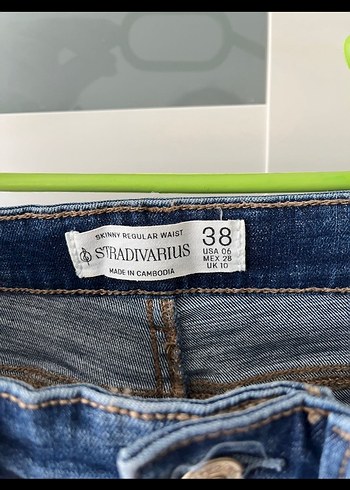 SKINNY REGULAR WAIST
STRADIVARIUS
MADE IN CAMBODIA
38
USA 06
MEX 28
UK 10